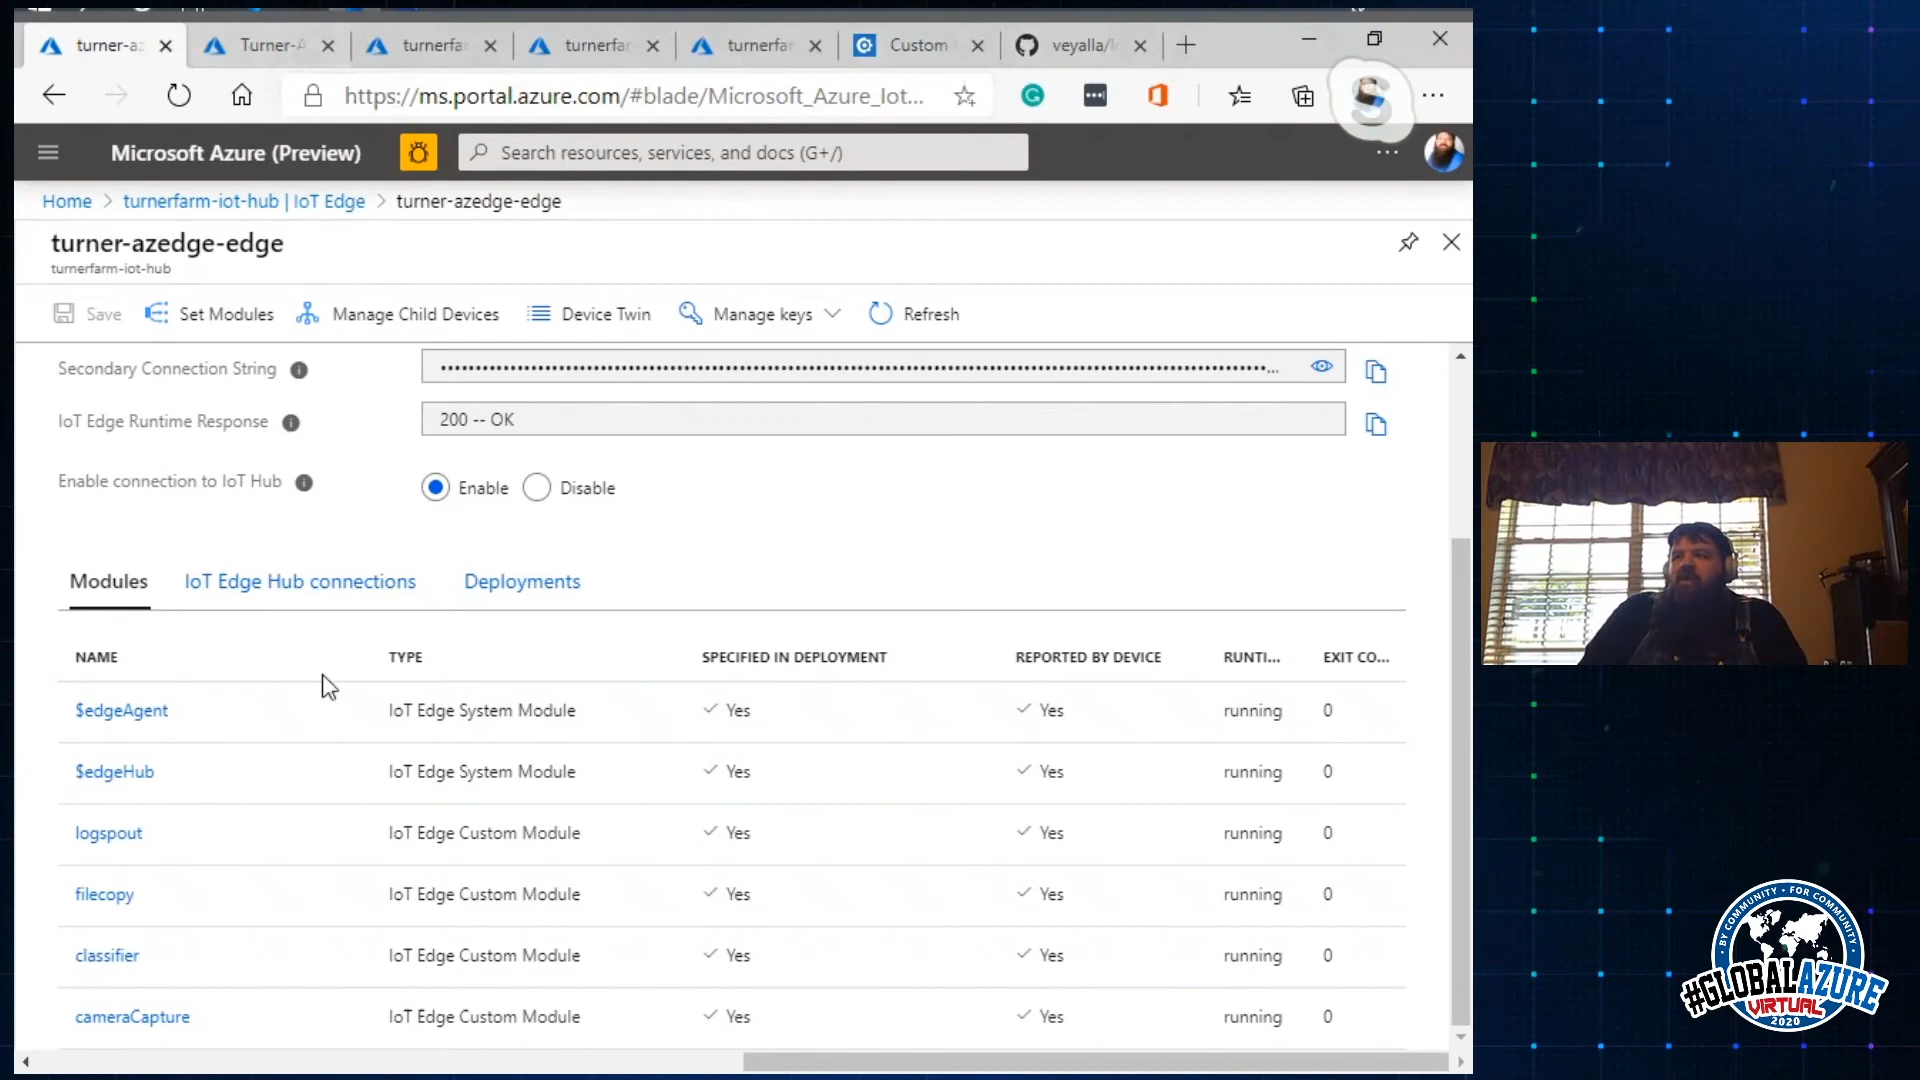 turner-az
Turner-A
turnerfar
turnerfar
turnerfar
Custom
veyalla/
https://ms.portal.azure.com/#blade/Microsoft_Azure_Iot...
Microsoft Azure (Preview)
Search resources, services, and docs (G+/)
Home > turnerfarm-iot-hub | IoT Edge > turner-azedge-edge
turner-azedge-edge
turnerfarm-iot-hub
Save
Set Modules
Manage Child Devices
Device Twin
Manage keys
Refresh
Secondary Connection String
IoT Edge Runtime Response
200 -- OK
Enable connection to IoT Hub
Enable
Disable
Modules
IoT Edge Hub connections
Deployments
NAME TYPE SPECIFIED IN DEPLOYMENT REPORTED BY DEVICE RUNTI... EXIT CO...
$edgeAgent IoT Edge System Module Yes Yes running 0
$edgeHub IoT Edge System Module Yes Yes running 0
logspout IoT Edge Custom Module Yes Yes running 0
filecopy IoT Edge Custom Module Yes Yes running 0
classifier IoT Edge Custom Module Yes Yes running 0
cameraCapture IoT Edge Custom Module Yes Yes running 0
BY COMMUNITY • FOR COMMUNITY
#GLOBALAZURE
VIRTUAL
2020